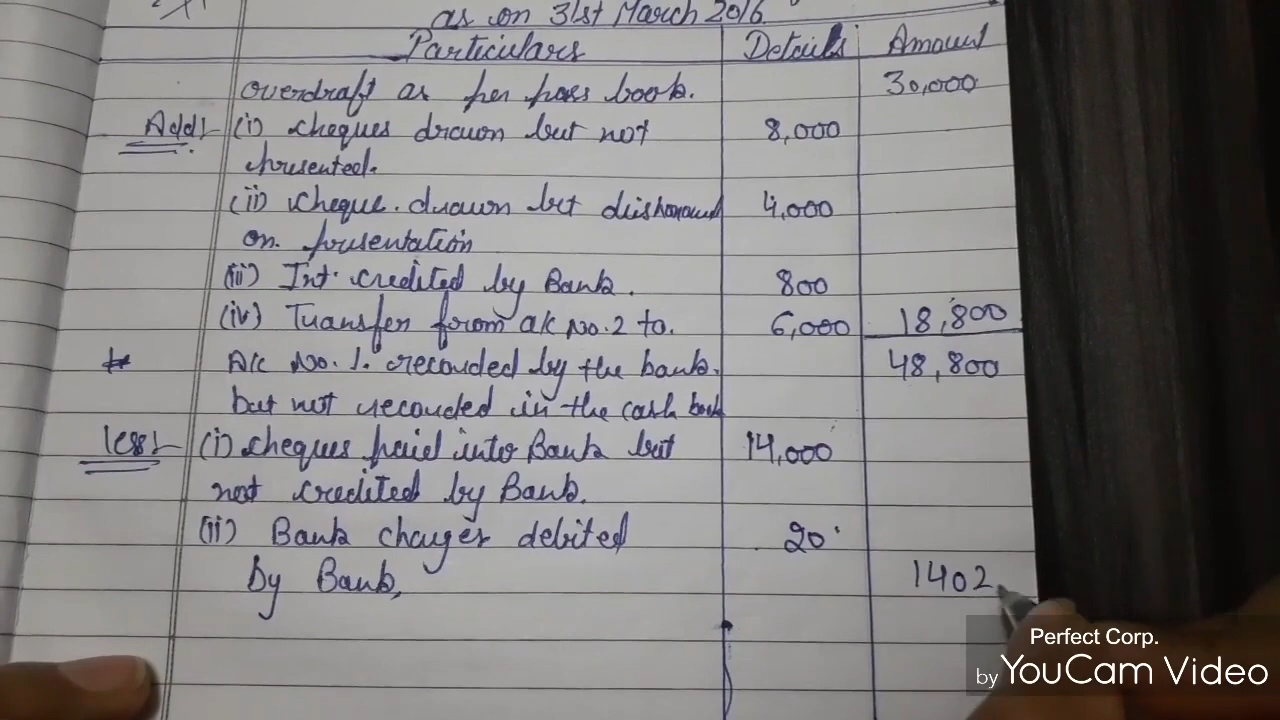 as on 31st March 2016
Particulars Details Amount
overdraft as per pass book. 30,000
Add:- (i) cheques drawn but not 8,000
presented.
(ii) cheque drawn but dishonoured 4,000
on. presentation
(iii) Int. credited by Bank. 800
(iv) Transfer from a/c No. 2 to. 6,000 18,800
A/c No. 1. recorded by the bank. 48,800
but not recorded in the cash book
Less:- (i) cheques paid into Bank but 14,000
not credited by Bank.
(ii) Bank charges debited 20
By Bank, 1402
Perfect Corp.
by YouCam Video